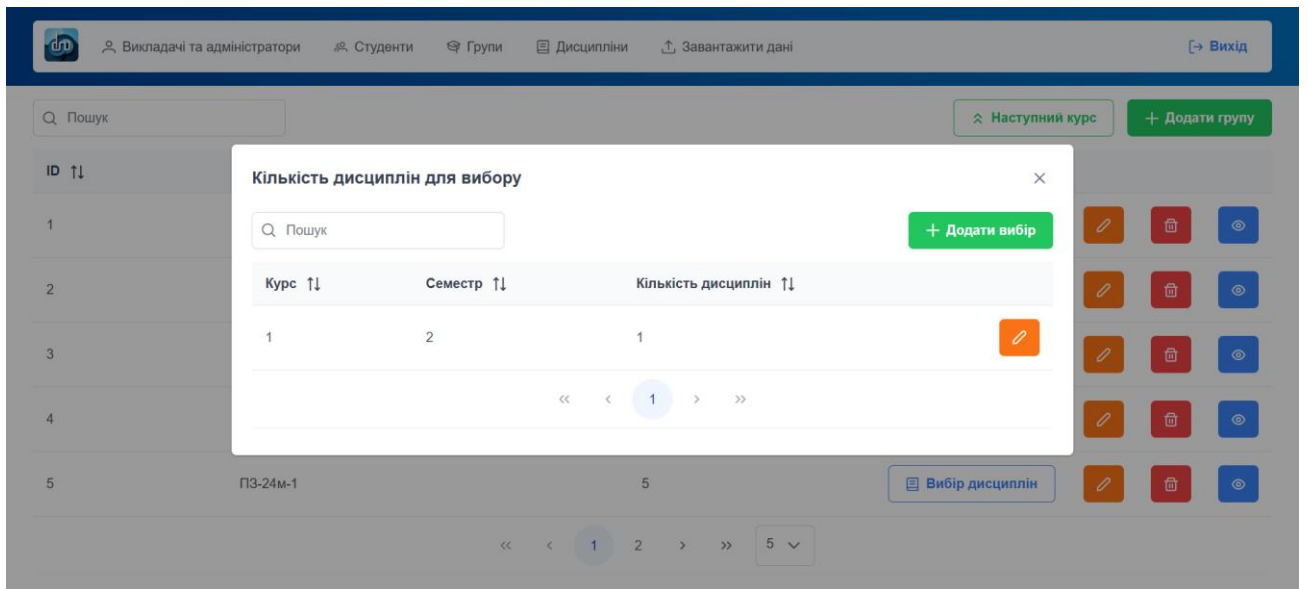 Викладачі та адміністратори Студенти Групи Дисципліни Завантажити дані Вихід
Пошук Наступний курс + Додати групу
ID
Кількість дисциплін для вибору
1
Пошук + Додати вибір
Курс Семестр Кількість дисциплін
2
1 2 1
3
« < 1 > »
4
5 ПЗ-24м-1 5 Вибір дисциплін
« < 1 2 > » 5